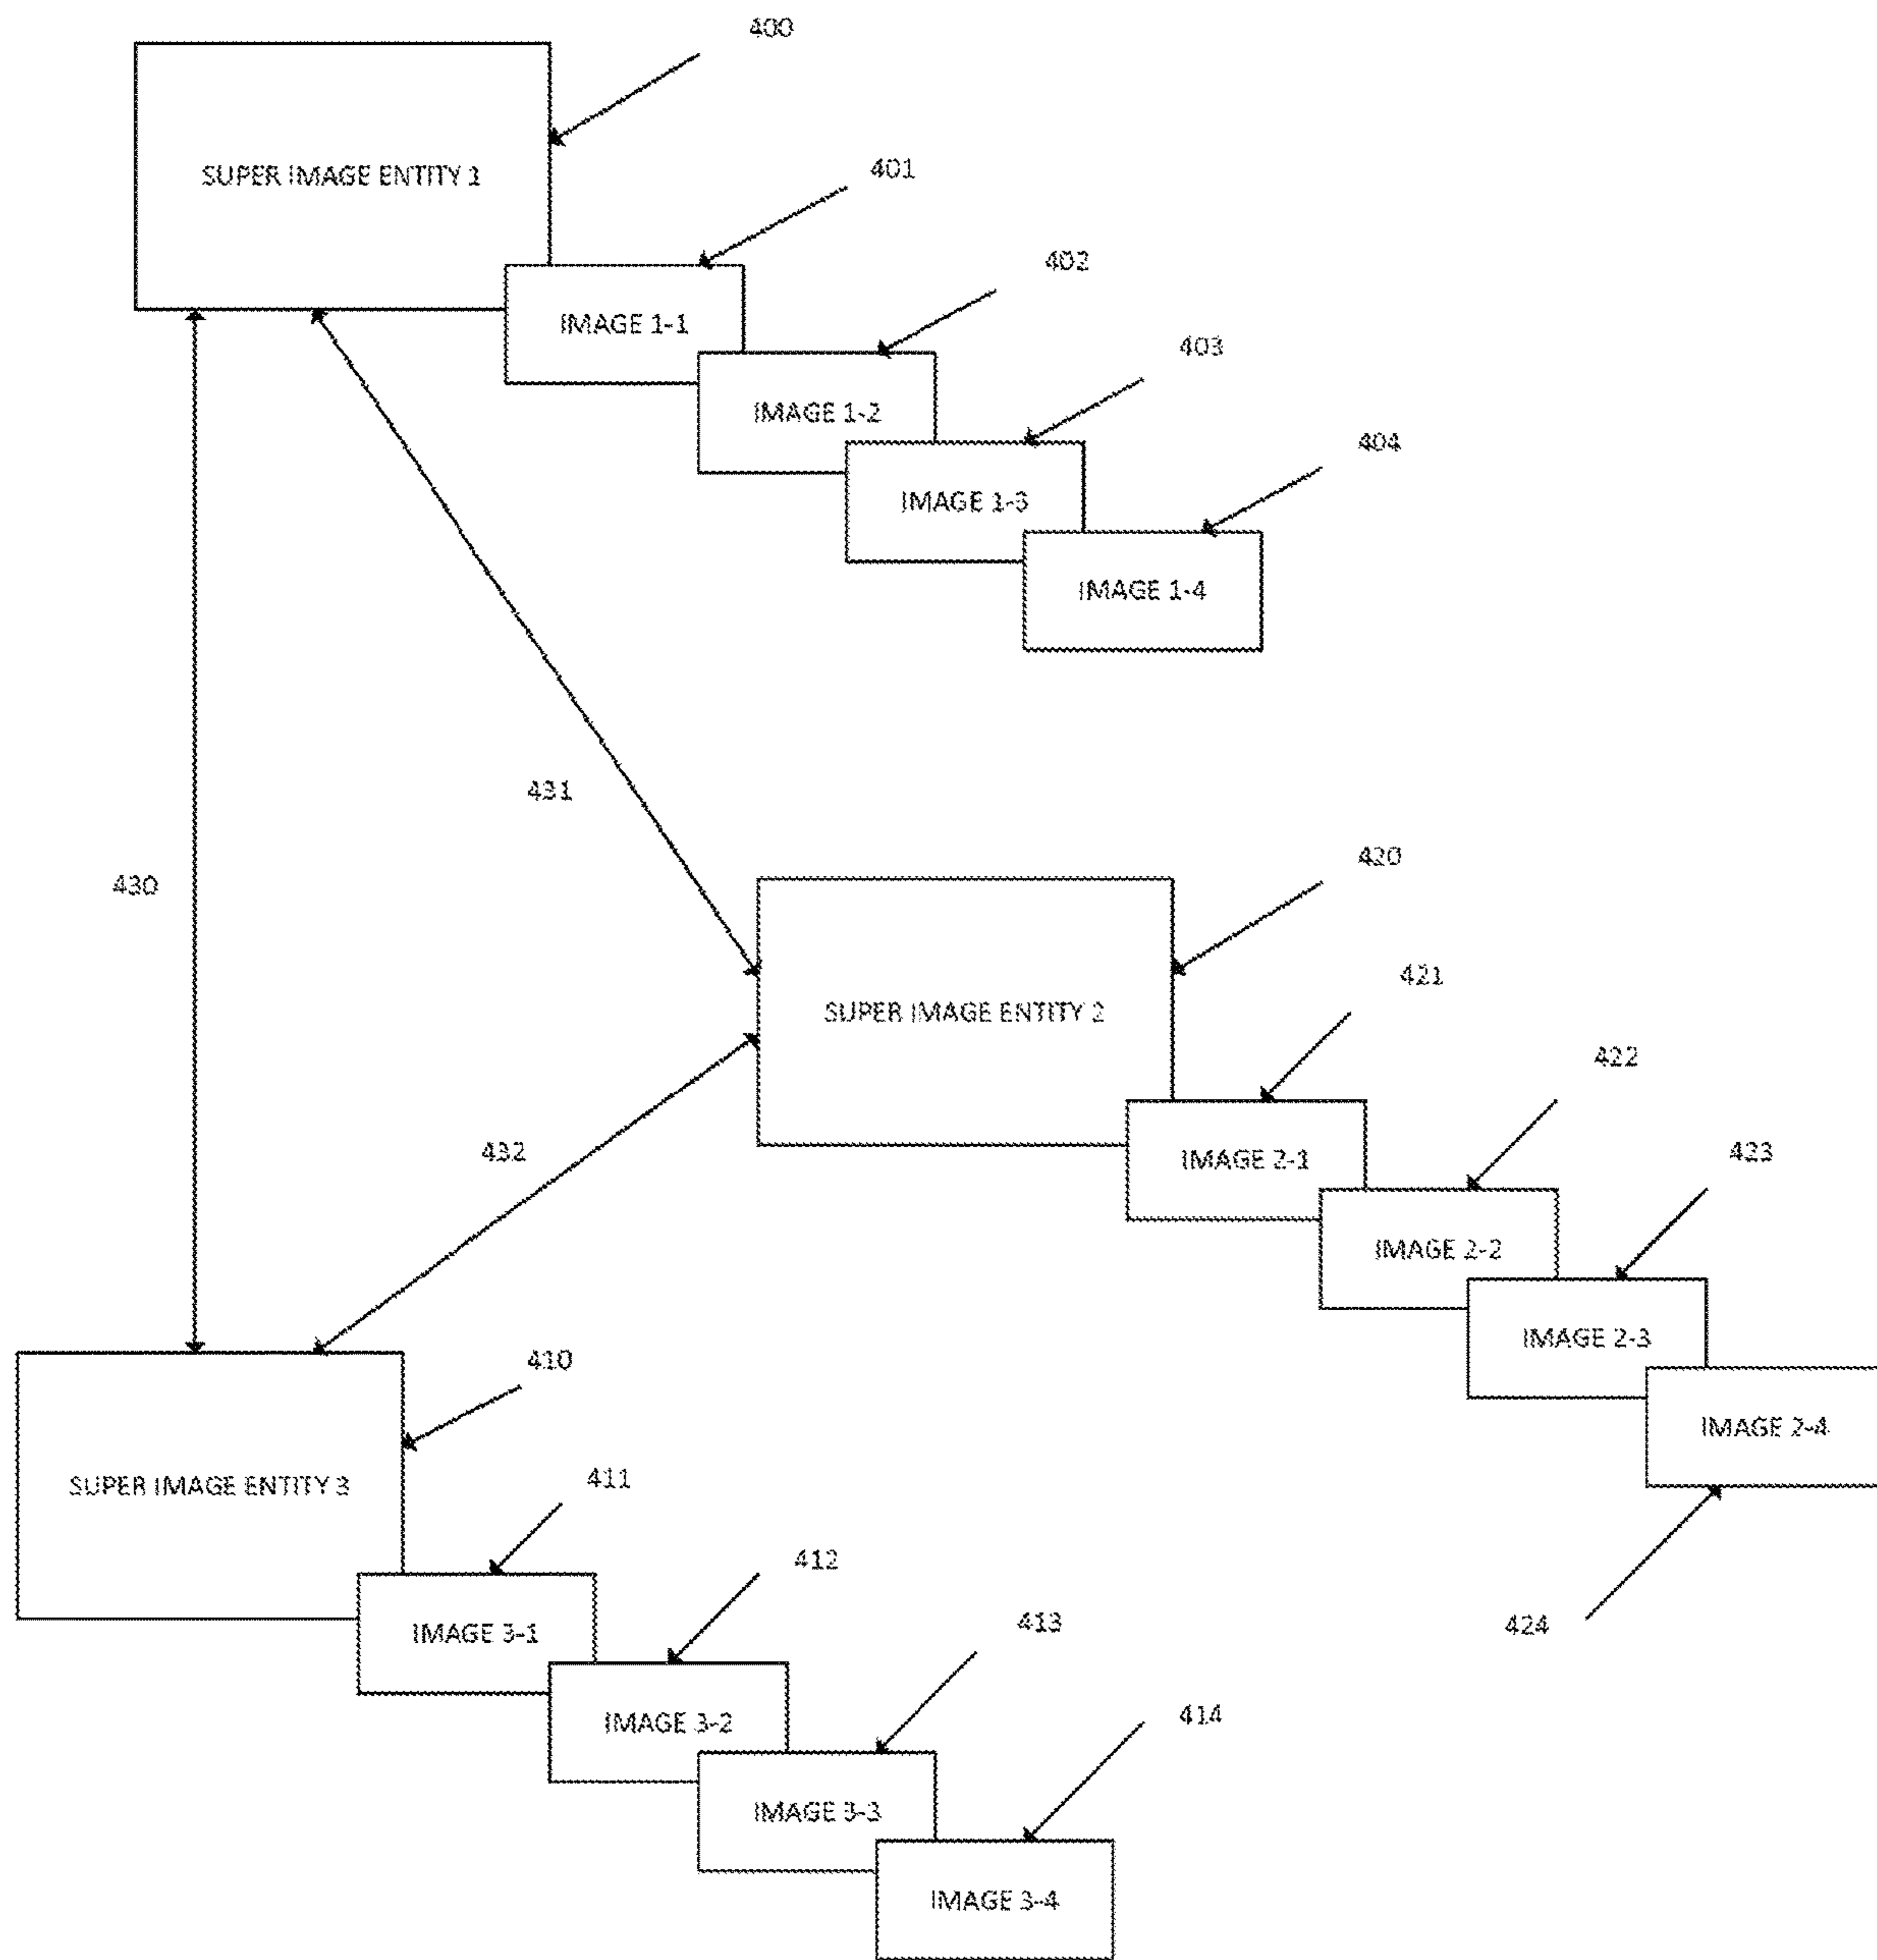 400
SUPER IMAGE ENTITY 1
401
402
IMAGE 1-1
403
IMAGE 1-2
404
IMAGE 1-3
IMAGE 1-4
431
430
420
421
SUPER IMAGE ENTITY 2
422
432
IMAGE 2-1
423
IMAGE 2-2
IMAGE 2-3
410
IMAGE 2-4
SUPER IMAGE ENTITY 3
411
412
424
413
IMAGE 3-1
414
IMAGE 3-2
IMAGE 3-3
IMAGE 3-4